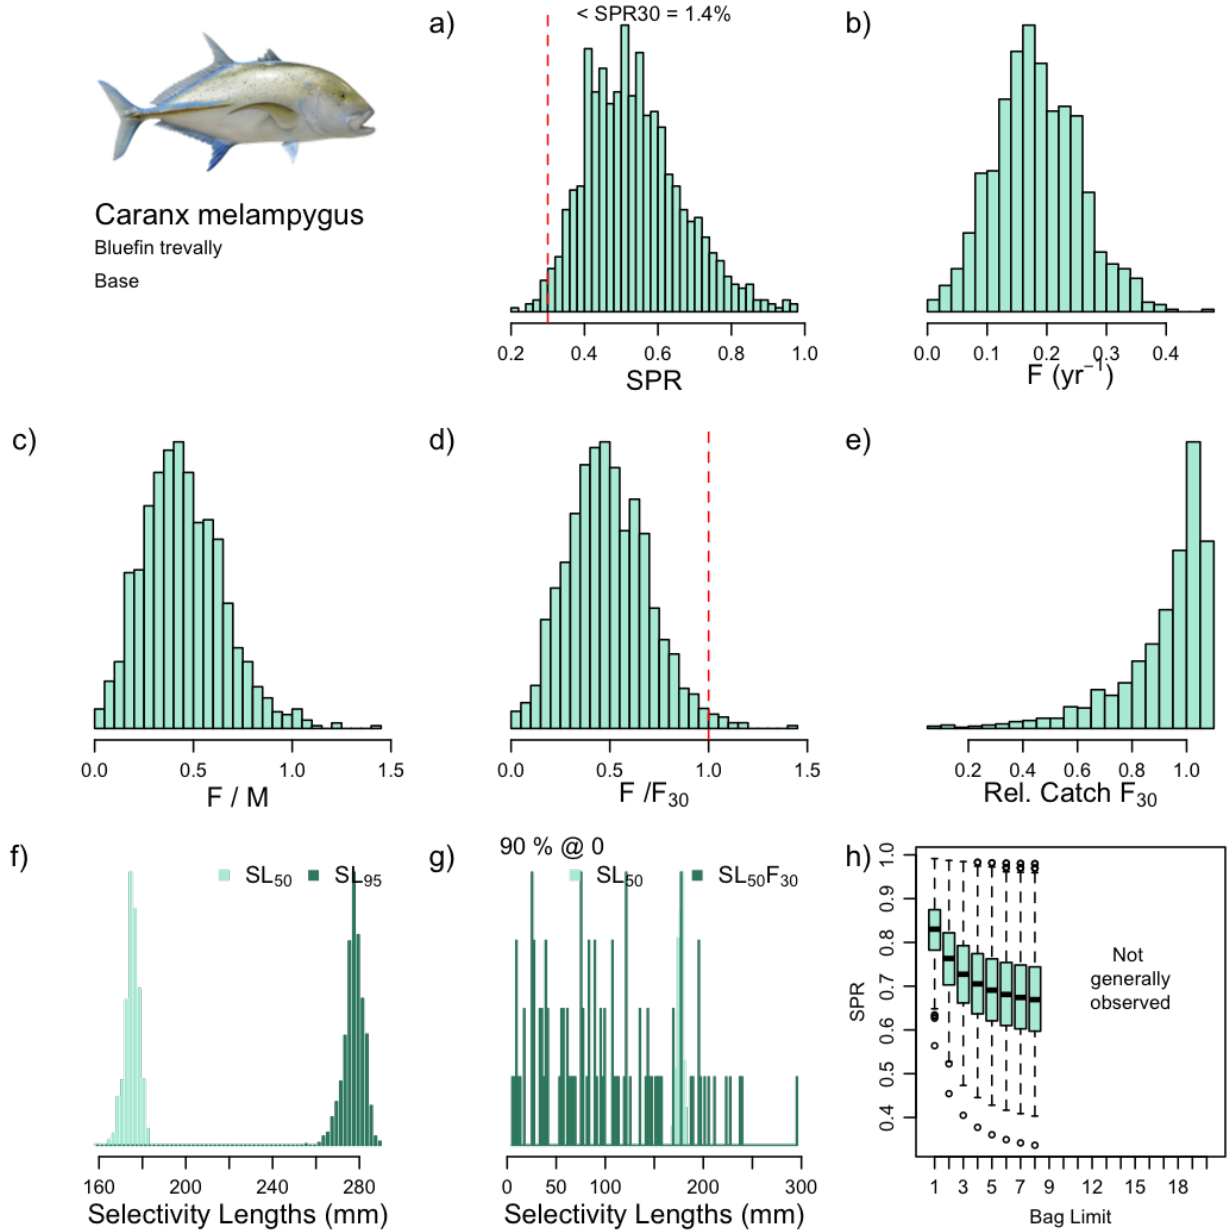 a)
< SPR30 = 1.4%
b)
Caranx melampygus
Bluefin trevally
Base
0.2 0.4 0.6 0.8 1.0
SPR
0.0 0.1 0.2 0.3 0.4
F (yr⁻¹)
c)
d)
e)
0.0 0.5 1.0 1.5
F / M
0.0 0.5 1.0 1.5
F /F₃₀
0.2 0.4 0.6 0.8 1.0
Rel. Catch F₃₀
f)
SL₅₀ SL₉₅
160 200 240 280
Selectivity Lengths (mm)
g)
90 % @ 0
SL₅₀ SL₅₀F₃₀
0 50 100 200 300
Selectivity Lengths (mm)
h)
1.0
0.9
0.8
0.7
0.6
0.5
0.4
SPR
Not
generally
observed
1 3 5 7 9 12 15 18
Bag Limit